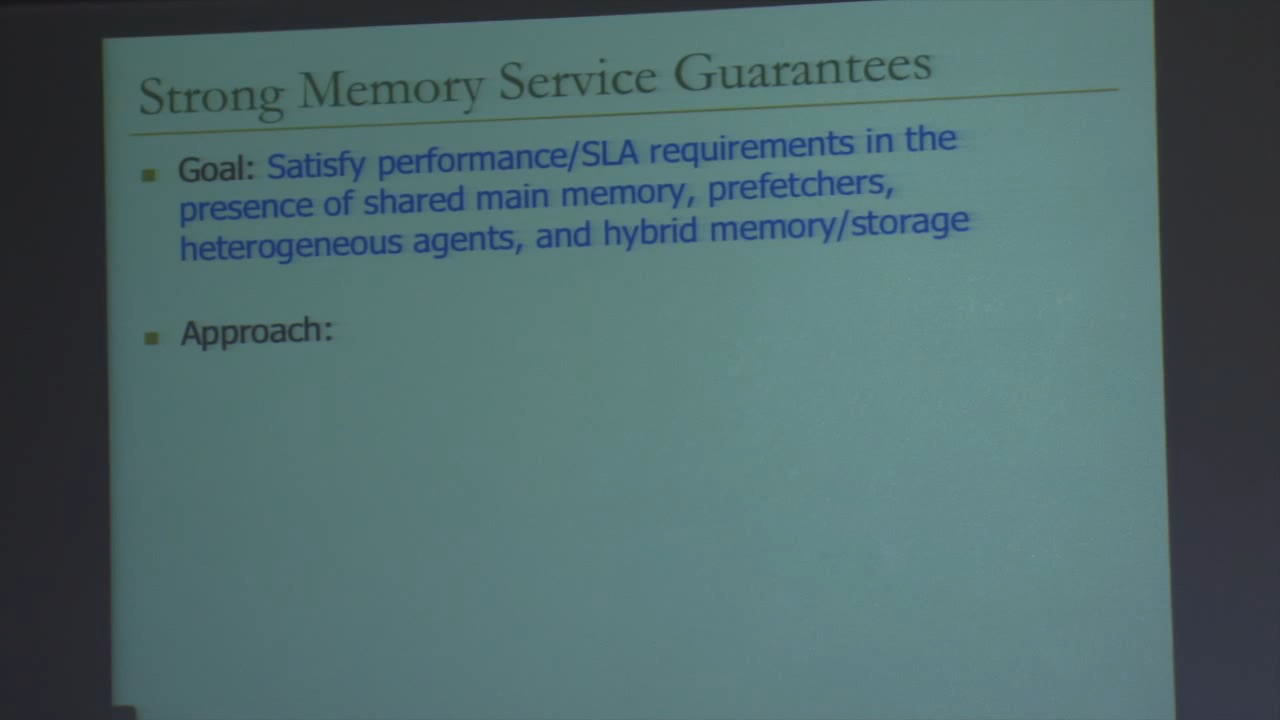 Strong Memory Service Guarantees
Goal: Satisfy performance/SLA requirements in the
presence of shared main memory, prefetchers,
heterogeneous agents, and hybrid memory/storage
Approach: